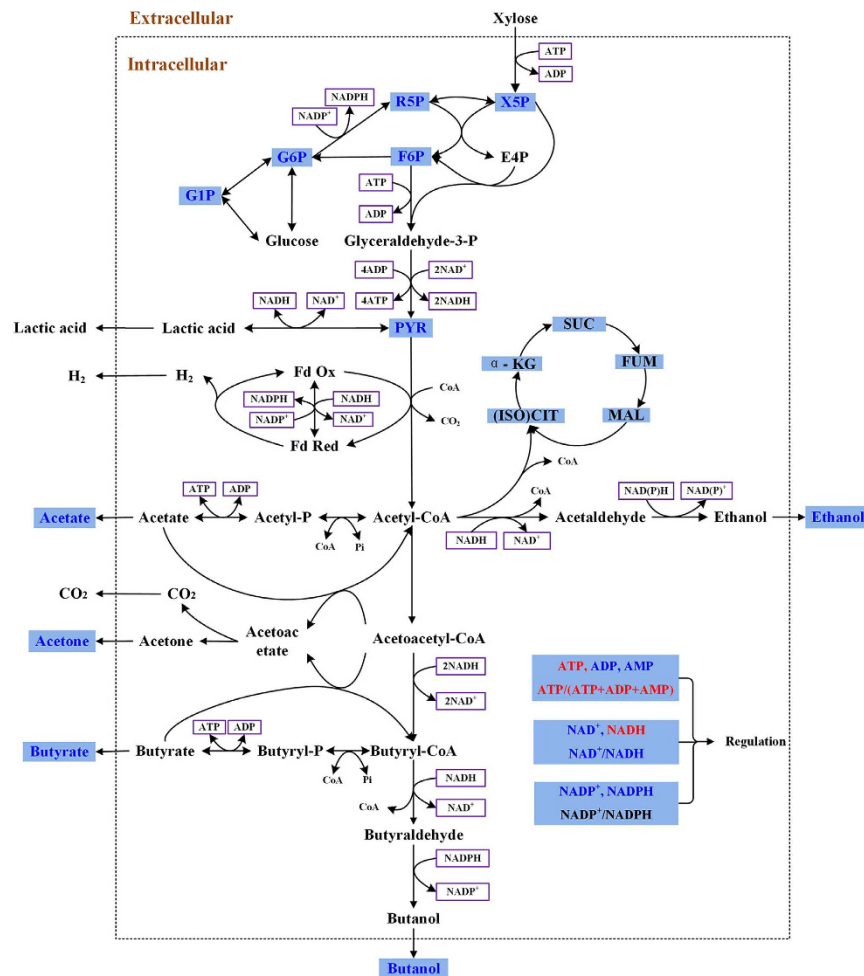 Extracellular
Xylose
Intracellular
ATP
ADP
NADPH
NADP⁺
R5P
X5P
G6P
F6P
E4P
G1P
ATP
ADP
Glucose
Glyceraldehyde-3-P
4ADP
2NAD⁺
4ATP
2NADH
NADH
NAD⁺
Lactic acid
Lactic acid
PYR
SUC
α - KG
FUM
(ISO)CIT
MAL
H₂
H₂
Fd Ox
NADPH
NADH
NADP⁺
NAD⁺
Fd Red
CoA
CO₂
CoA
ATP
ADP
CoA
NAD(P)H
NAD(P)⁺
Acetate
Acetate
Acetyl-P
Acetyl-CoA
Acetaldehyde
Ethanol
Ethanol
CoA
Pi
NADH
NAD⁺
CO₂
CO₂
Acetone
Acetone
Acetoac
etate
Acetoacetyl-CoA
2NADH
2NAD⁺
ATP, ADP, AMP
ATP/(ATP+ADP+AMP)
NAD⁺, NADH
NAD⁺/NADH
Regulation
NADP⁺, NADPH
NADP⁺/NADPH
ATP
ADP
Butyrate
Butyrate
Butyryl-P
Butyryl-CoA
CoA
Pi
NADH
CoA
NAD⁺
Butyraldehyde
NADPH
NADP⁺
Butanol
Butanol